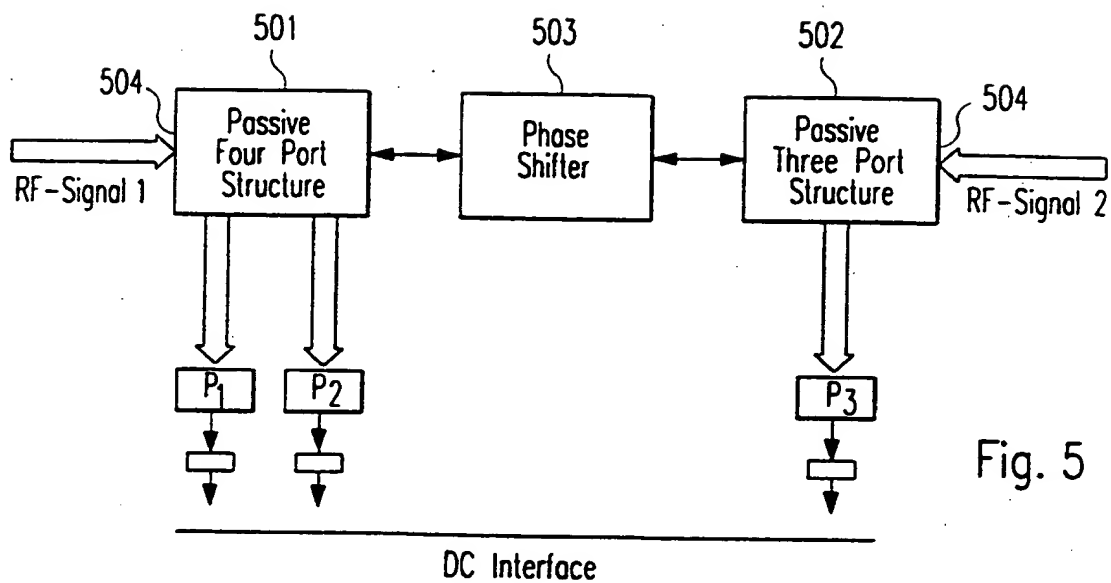 501
503
502
504
504
Passive
Four Port
Structure
Phase
Shifter
Passive
Three Port
Structure
RF-Signal 1
RF-Signal 2
P1
P2
P3
Fig. 5
DC Interface